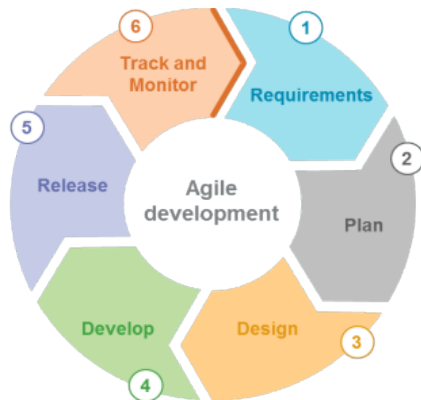 1
Requirements
2
Plan
3
Design
4
Develop
5
Release
6
Track and
Monitor
Agile
development